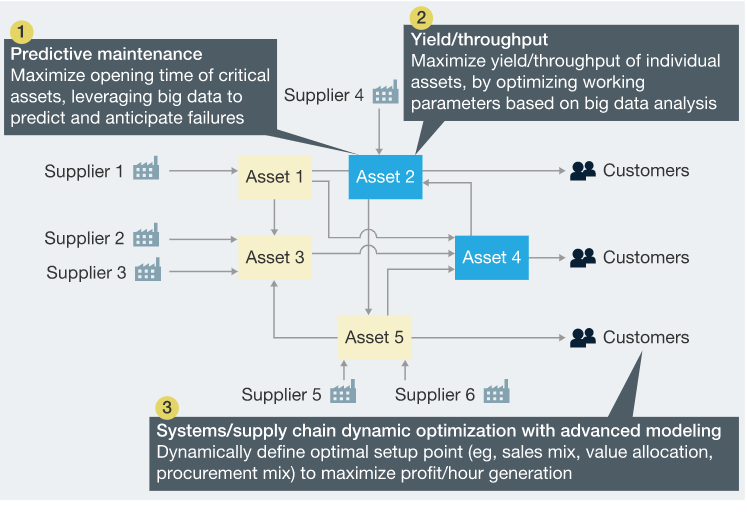 1
Predictive maintenance
Maximize opening time of critical
assets, leveraging big data to
predict and anticipate failures
2
Yield/throughput
Maximize yield/throughput of individual
assets, by optimizing working
parameters based on big data analysis
Supplier 4
Supplier 1
Asset 1
Asset 2
Customers
Supplier 2
Supplier 3
Asset 3
Asset 4
Customers
Asset 5
Customers
Supplier 5
Supplier 6
3
Systems/supply chain dynamic optimization with advanced modeling
Dynamically define optimal setup point (eg, sales mix, value allocation,
procurement mix) to maximize profit/hour generation